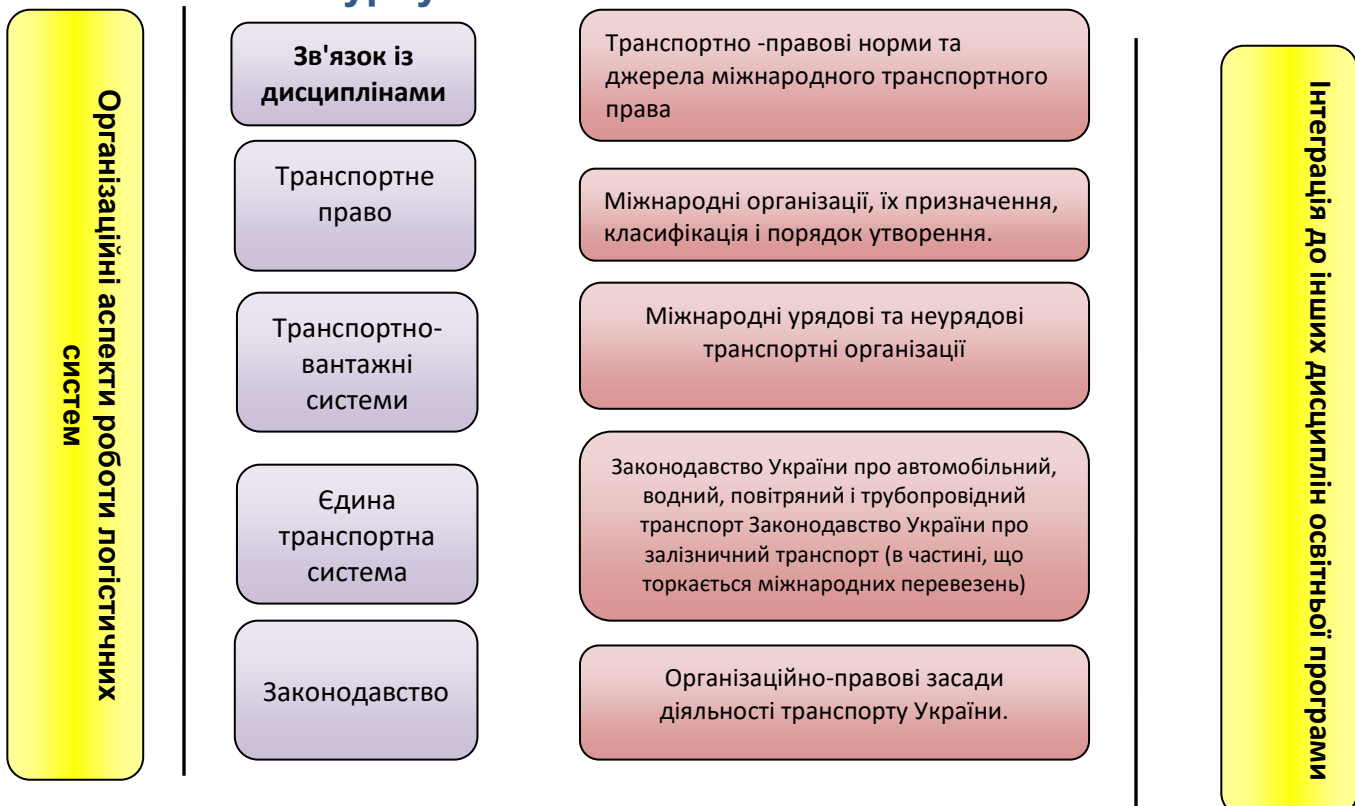 Організаційні аспекти роботи логістичних
систем
Зв'язок із
дисциплінами
Транспортне
право
Транспортно-
вантажні
системи
Єдина
транспортна
система
Законодавство
Транспортно -правові норми та
джерела міжнародного транспортного
права
Міжнародні організації, їх призначення,
класифікація і порядок утворення.
Міжнародні урядові та неурядові
транспортні організації
Законодавство України про автомобільний,
водний, повітряний і трубопровідний
транспорт Законодавство України про
залізничний транспорт (в частині, що
торкається міжнародних перевезень)
Організаційно-правові засади
діяльності транспорту України.
Інтеграція до інших дисциплін освітньої програми